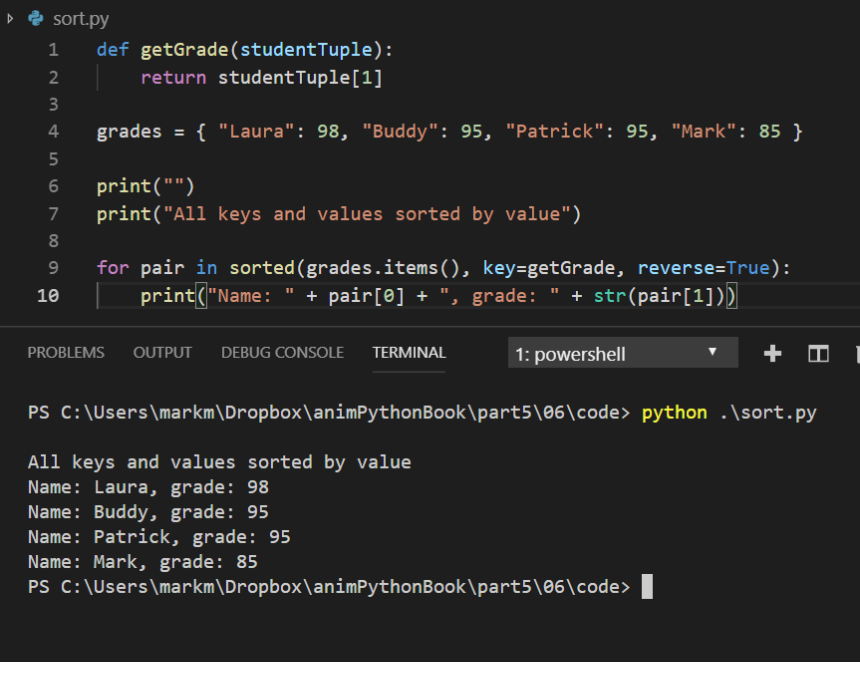 sort.py
1 def getGrade(studentTuple):
2     return studentTuple[1]
3
4 grades = { "Laura": 98, "Buddy": 95, "Patrick": 95, "Mark": 85 }
5
6 print("")
7 print("All keys and values sorted by value")
8
9 for pair in sorted(grades.items(), key=getGrade, reverse=True):
10     print("Name: " + pair[0] + ", grade: " + str(pair[1]))
PROBLEMS OUTPUT DEBUG CONSOLE TERMINAL 1: powershell
PS C:\Users\markm\Dropbox\animPythonBook\part5\06\code> python .\sort.py
All keys and values sorted by value
Name: Laura, grade: 98
Name: Buddy, grade: 95
Name: Patrick, grade: 95
Name: Mark, grade: 85
PS C:\Users\markm\Dropbox\animPythonBook\part5\06\code>